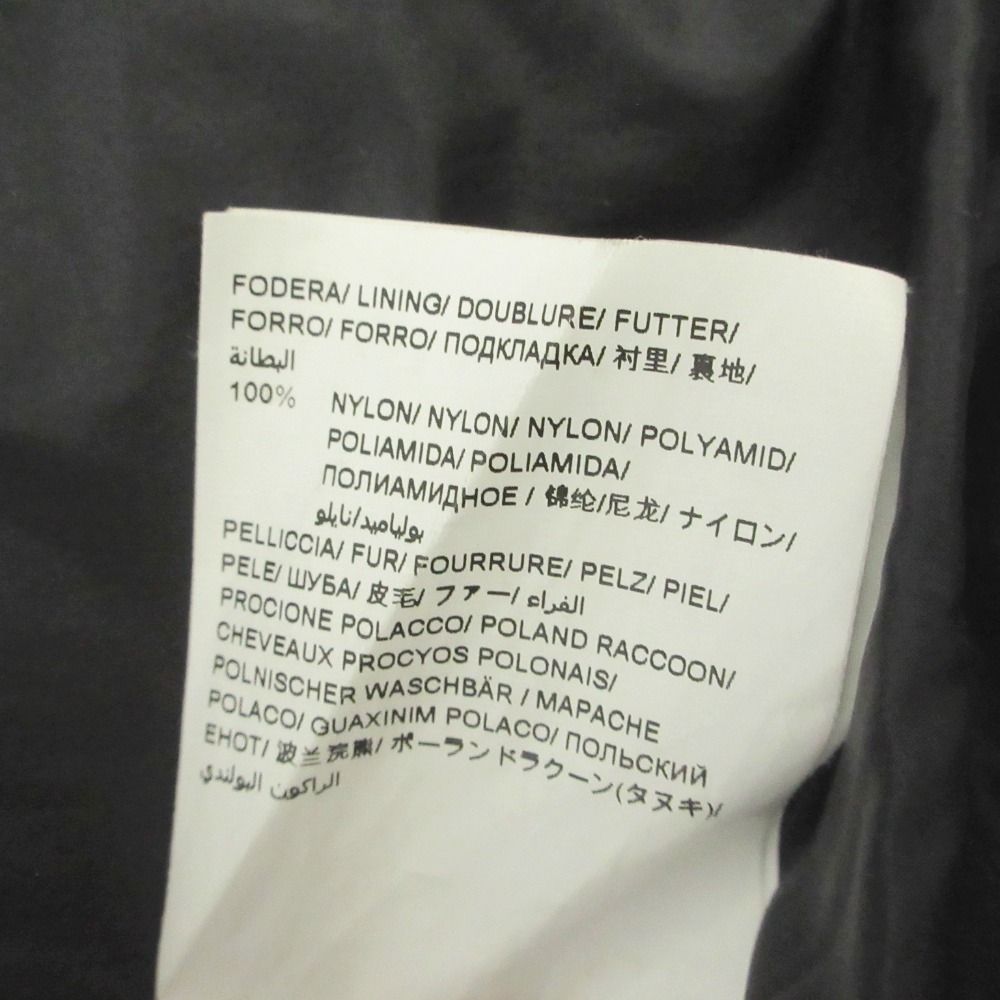 FODERA/ LINING/ DOUBLURE/ FUTTER/
FORRO/ FORRO/ ПОДКЛАДКА/ 衬里/ 裏地/
البطانة
100% NYLON/ NYLON/ NYLON/ POLYAMID/
POLIAMIDA/ POLIAMIDA/
ПОЛИАМИДНОЕ / 锦纶/尼龙/ ナイロン/
بولياميد/نايلو
PELLICCIA/ FUR/ FOURRURE/ PELZ/ PIEL/
PELE/ ШУБА/ 皮毛/ ファー/ الفراء
PROCIONE POLACCO/ POLAND RACCOON/
CHEVEAUX PROCYOS POLONAIS/
POLNISCHER WASCHBÄR / MAPACHE
POLACO/ GUAXINIM POLACO/ ПОЛЬСКИЙ
ЕНОТ/ 波兰浣熊/ ポーランドラクーン(タヌキ)/
الراكون البولندي